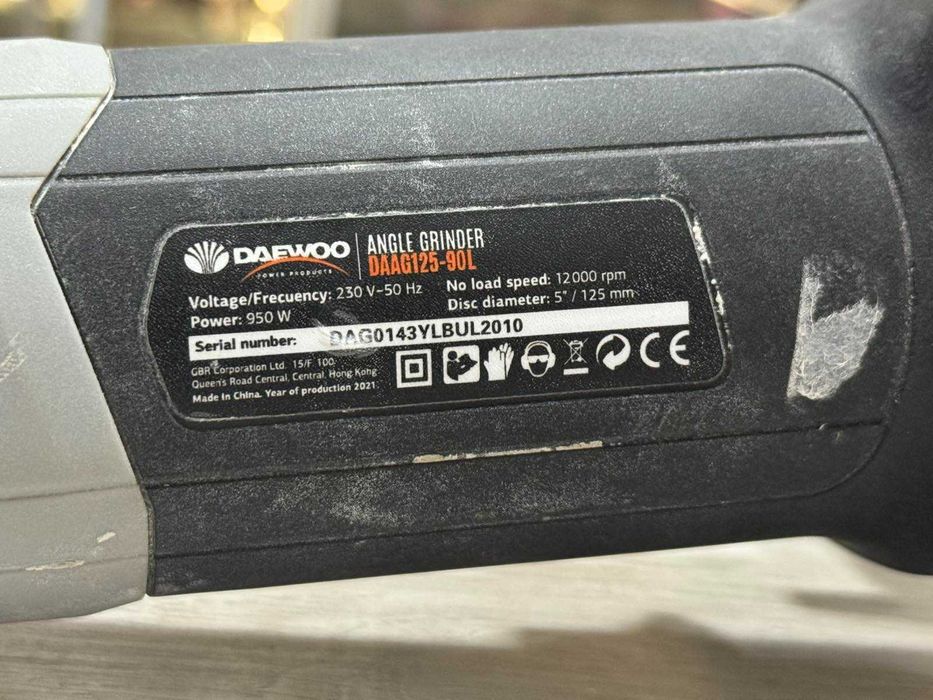 DAEWOO
POWER PRODUCTS
ANGLE GRINDER
DAAG125-90L
Voltage/Frecuency: 230 V~50 Hz
No load speed: 12000 rpm
Power: 950 W
Disc diameter: 5" / 125 mm
Serial number: DAG0143YLBUL2010
GBR Corporation Ltd. 15/F. 100.
Queen's Road Central, Central, Hong Kong
Made in China. Year of production 2021
CE